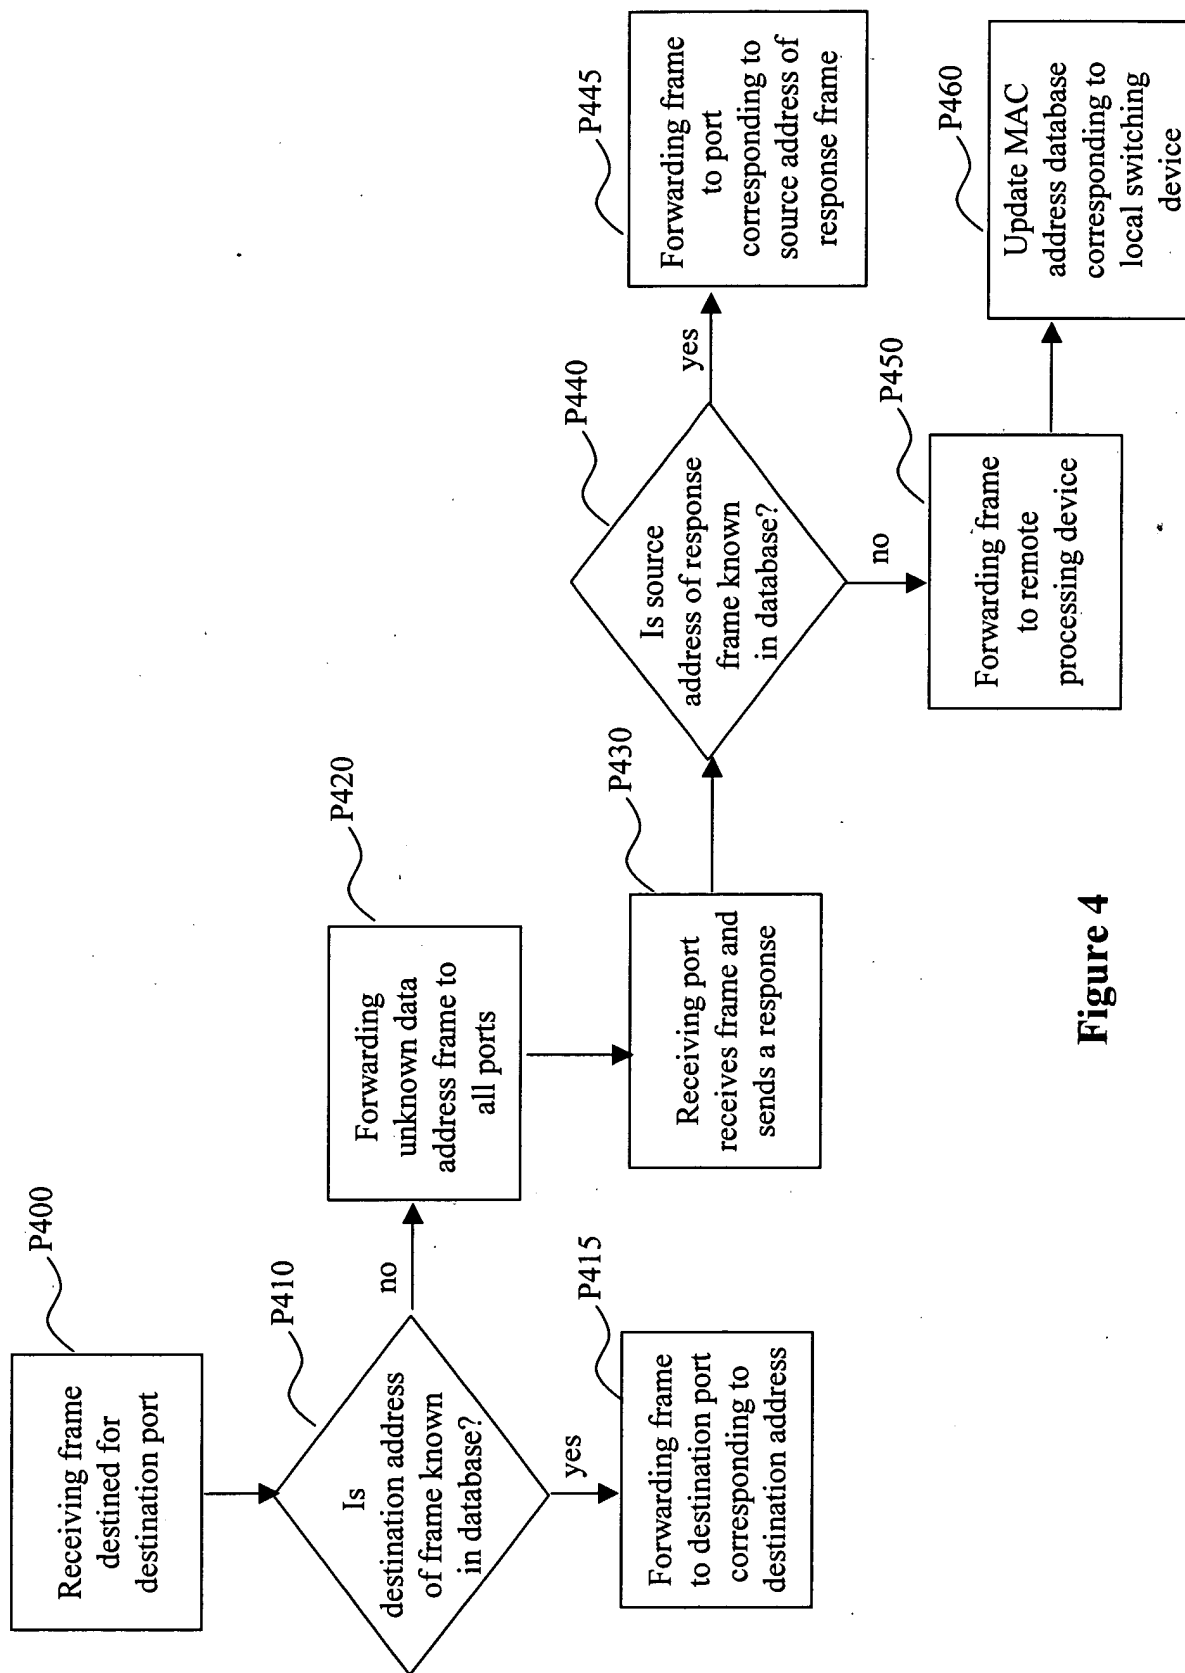 P400
Receiving frame
destined for
destination port
P410
Is
destination address
of frame known
in database?
no
yes
P415
Forwarding frame
to destination port
corresponding to
destination address
P420
Forwarding
unknown data
address frame to
all ports
P430
Receiving port
receives frame and
sends a response
P440
Is source
address of response
frame known
in database?
yes
no
P445
Forwarding frame
to port
corresponding to
source address of
response frame
P450
Forwarding frame
to remote
processing device
P460
Update MAC
address database
corresponding to
local switching
device
Figure 4